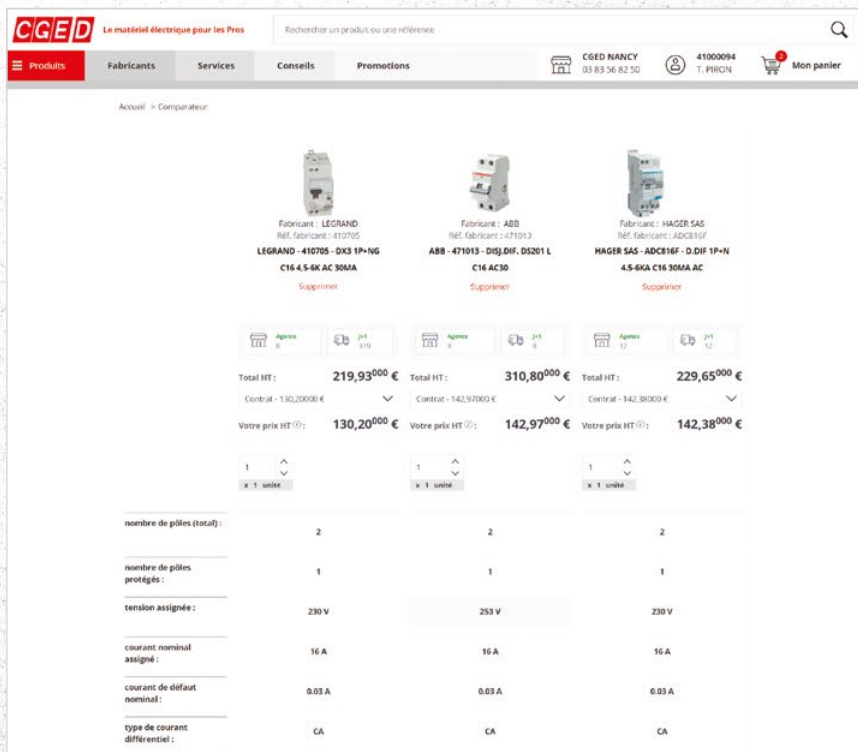 CGED Le matériel électrique pour les Pros
Rechercher un produit ou une référence
Produits Fabricants Services Conseils Promotions
CGED NANCY
03 83 56 82 50
41000094
T. PIRON
2
Mon panier
Accueil > Comparateur
Fabricant : LEGRAND
Réf. fabricant : 410705
LEGRAND - 410705 - DX3 1P+NG
C16 4,5-6K AC 30MA
Supprimer
Fabricant : ABB
Réf. fabricant : 471013
ABB - 471013 - DISJ.DIF. DS201 L
C16 AC30
Supprimer
Fabricant : HAGER SAS
Réf. fabricant : ADC816F
HAGER SAS - ADC816F - D.DIF 1P+N
4.5-6KA C16 30MA AC
Supprimer
Agence
8
J+1
919
Agence
4
J+1
8
Agence
12
J+1
52
Total HT : 219,93000 € Total HT : 310,80000 € Total HT : 229,65000 €
Contrat - 130,20000 € Contrat - 142,97000 € Contrat - 142,38000 €
Votre prix HT : 130,20000 € Votre prix HT : 142,97000 € Votre prix HT : 142,38000 €
1 1 1
x 1 unité x 1 unité x 1 unité
nombre de pôles (total) :
2 2 2
nombre de pôles
protégés :
1 1 1
tension assignée :
230 V 253 V 230 V
courant nominal
assigné :
16 A 16 A 16 A
courant de défaut
nominal :
0.03 A 0.03 A 0.03 A
type de courant
différentiel :
CA CA CA